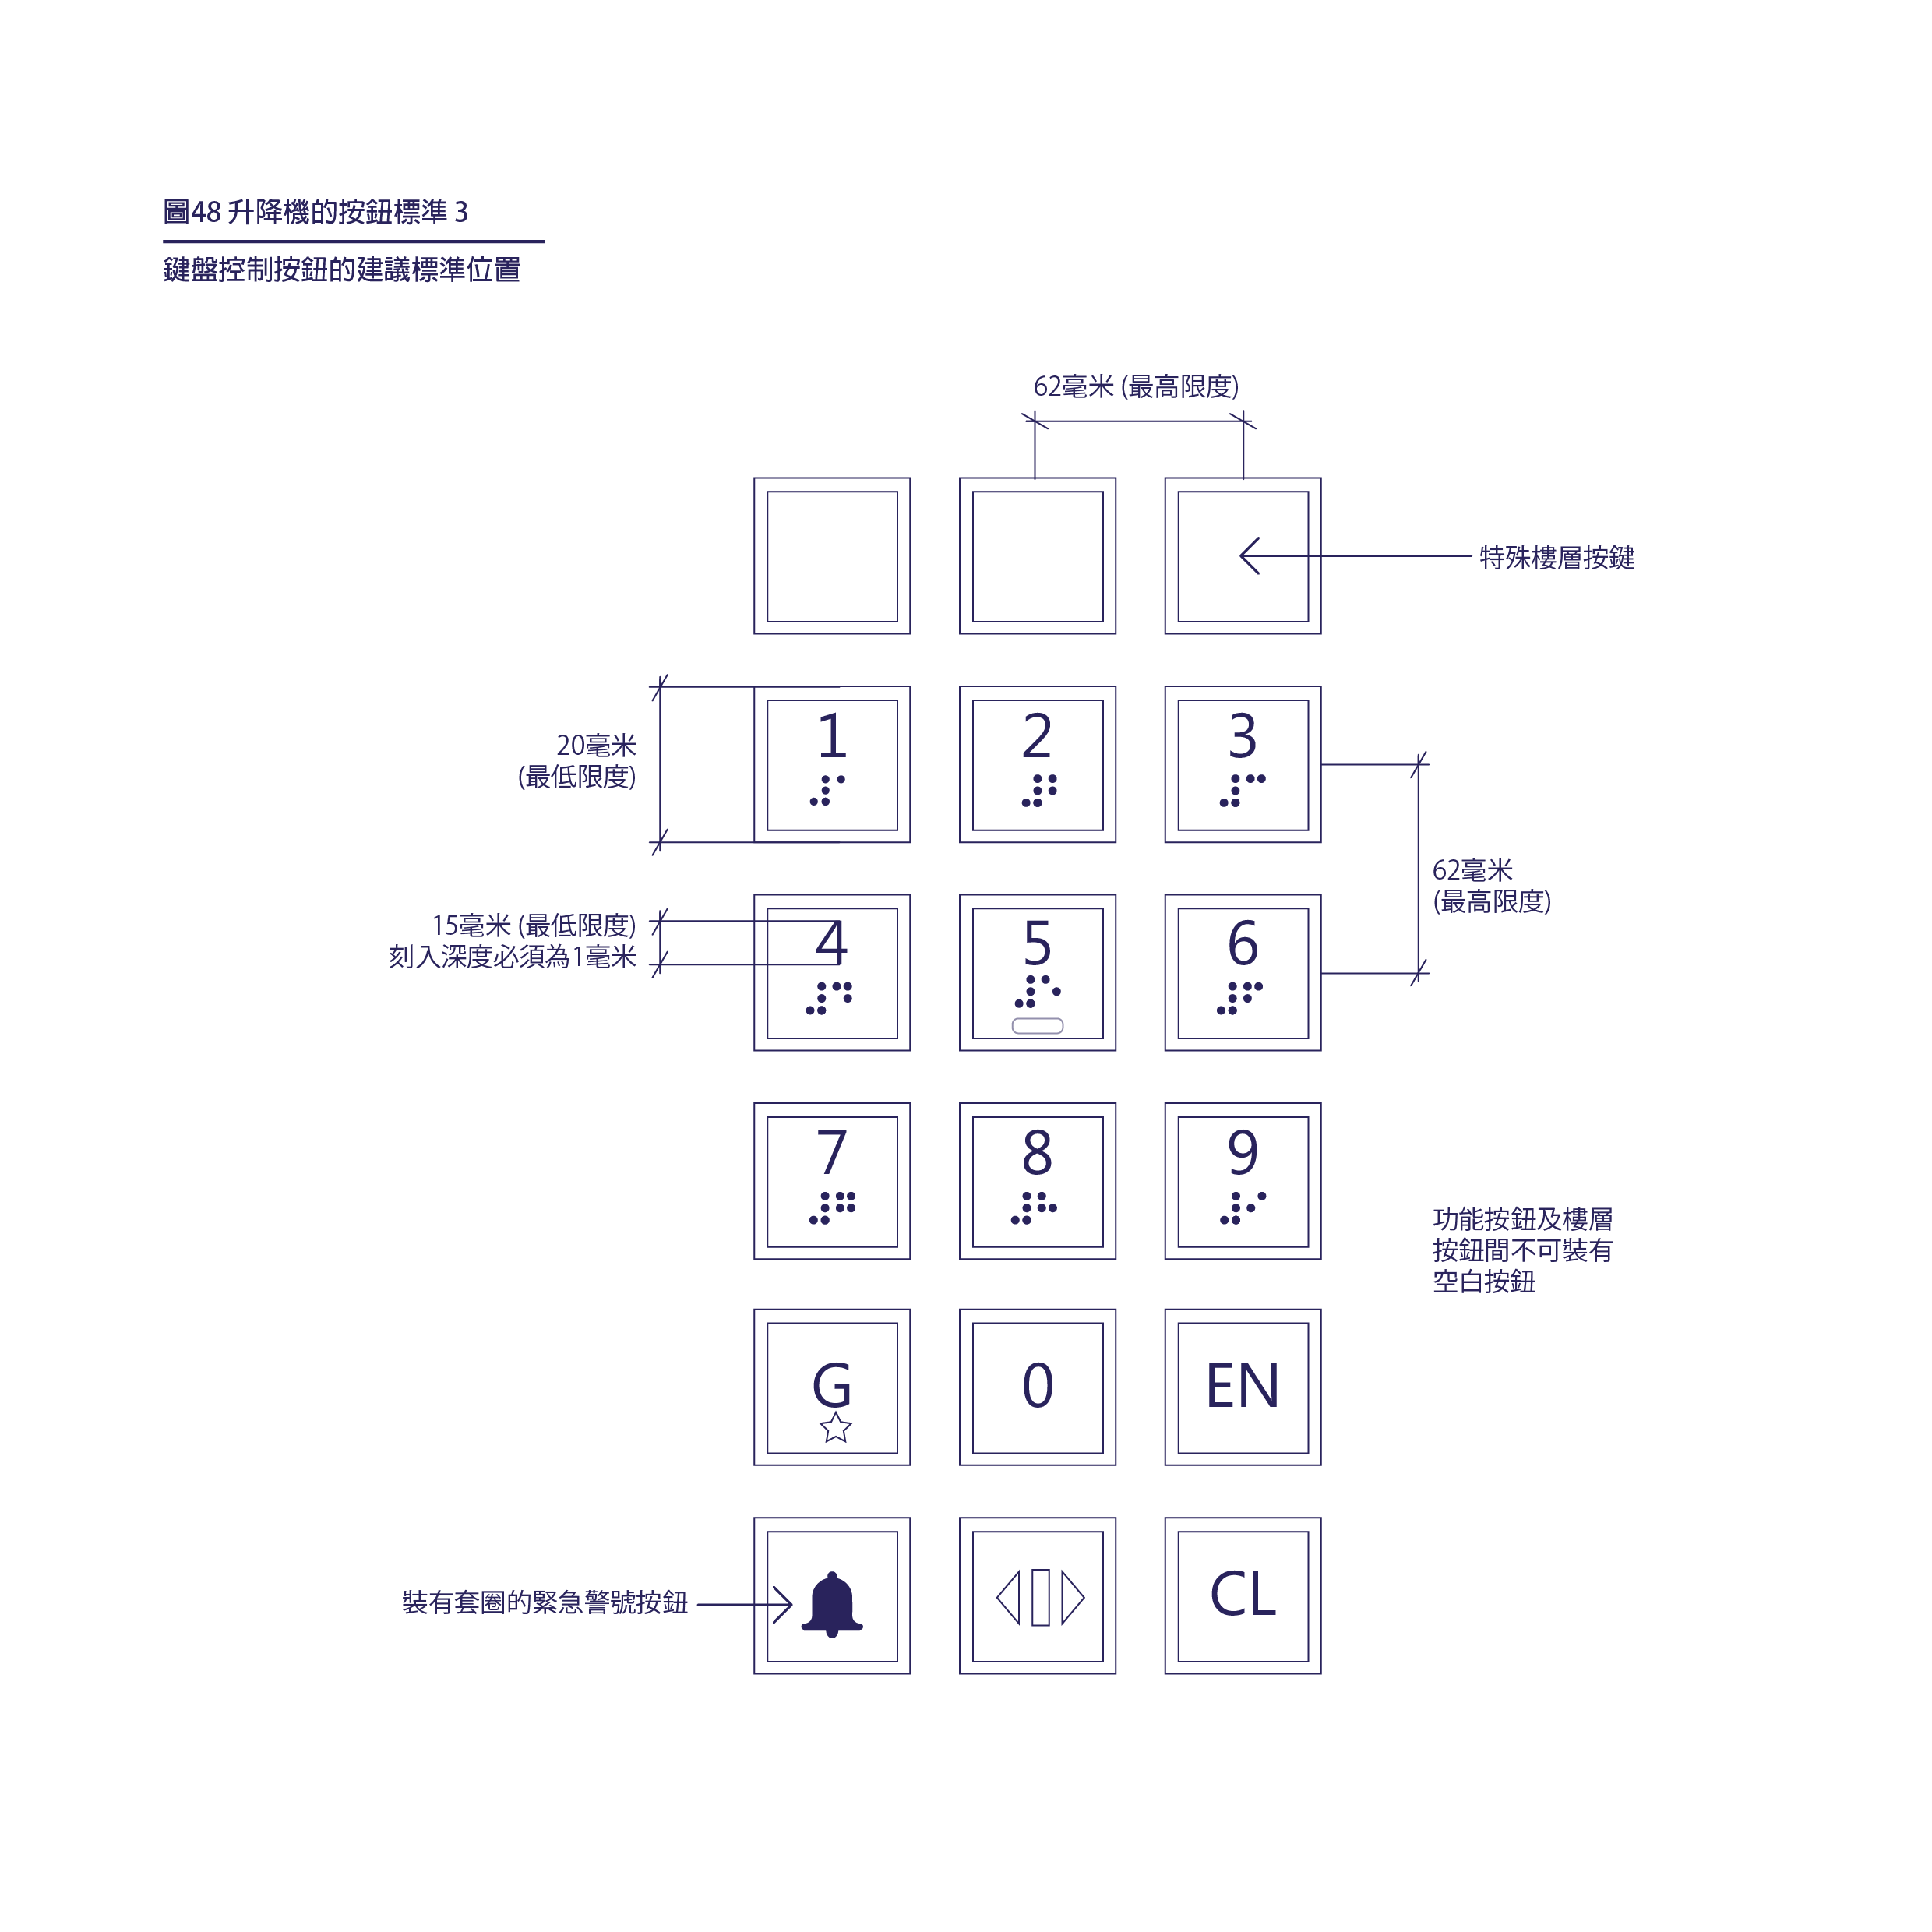 圖48 升降機的按鈕標準 3
鍵盤控制按鈕的建議標準位置
62毫米 (最高限度)
特殊樓層按鍵
20毫米
(最低限度)
1
2
3
62毫米
(最高限度)
15毫米 (最低限度)
刻入深度必須為1毫米
4
5
6
7
8
9
功能按鈕及樓層
按鈕間不可裝有
空白按鈕
G
0
EN
裝有套圈的緊急警號按鈕
CL